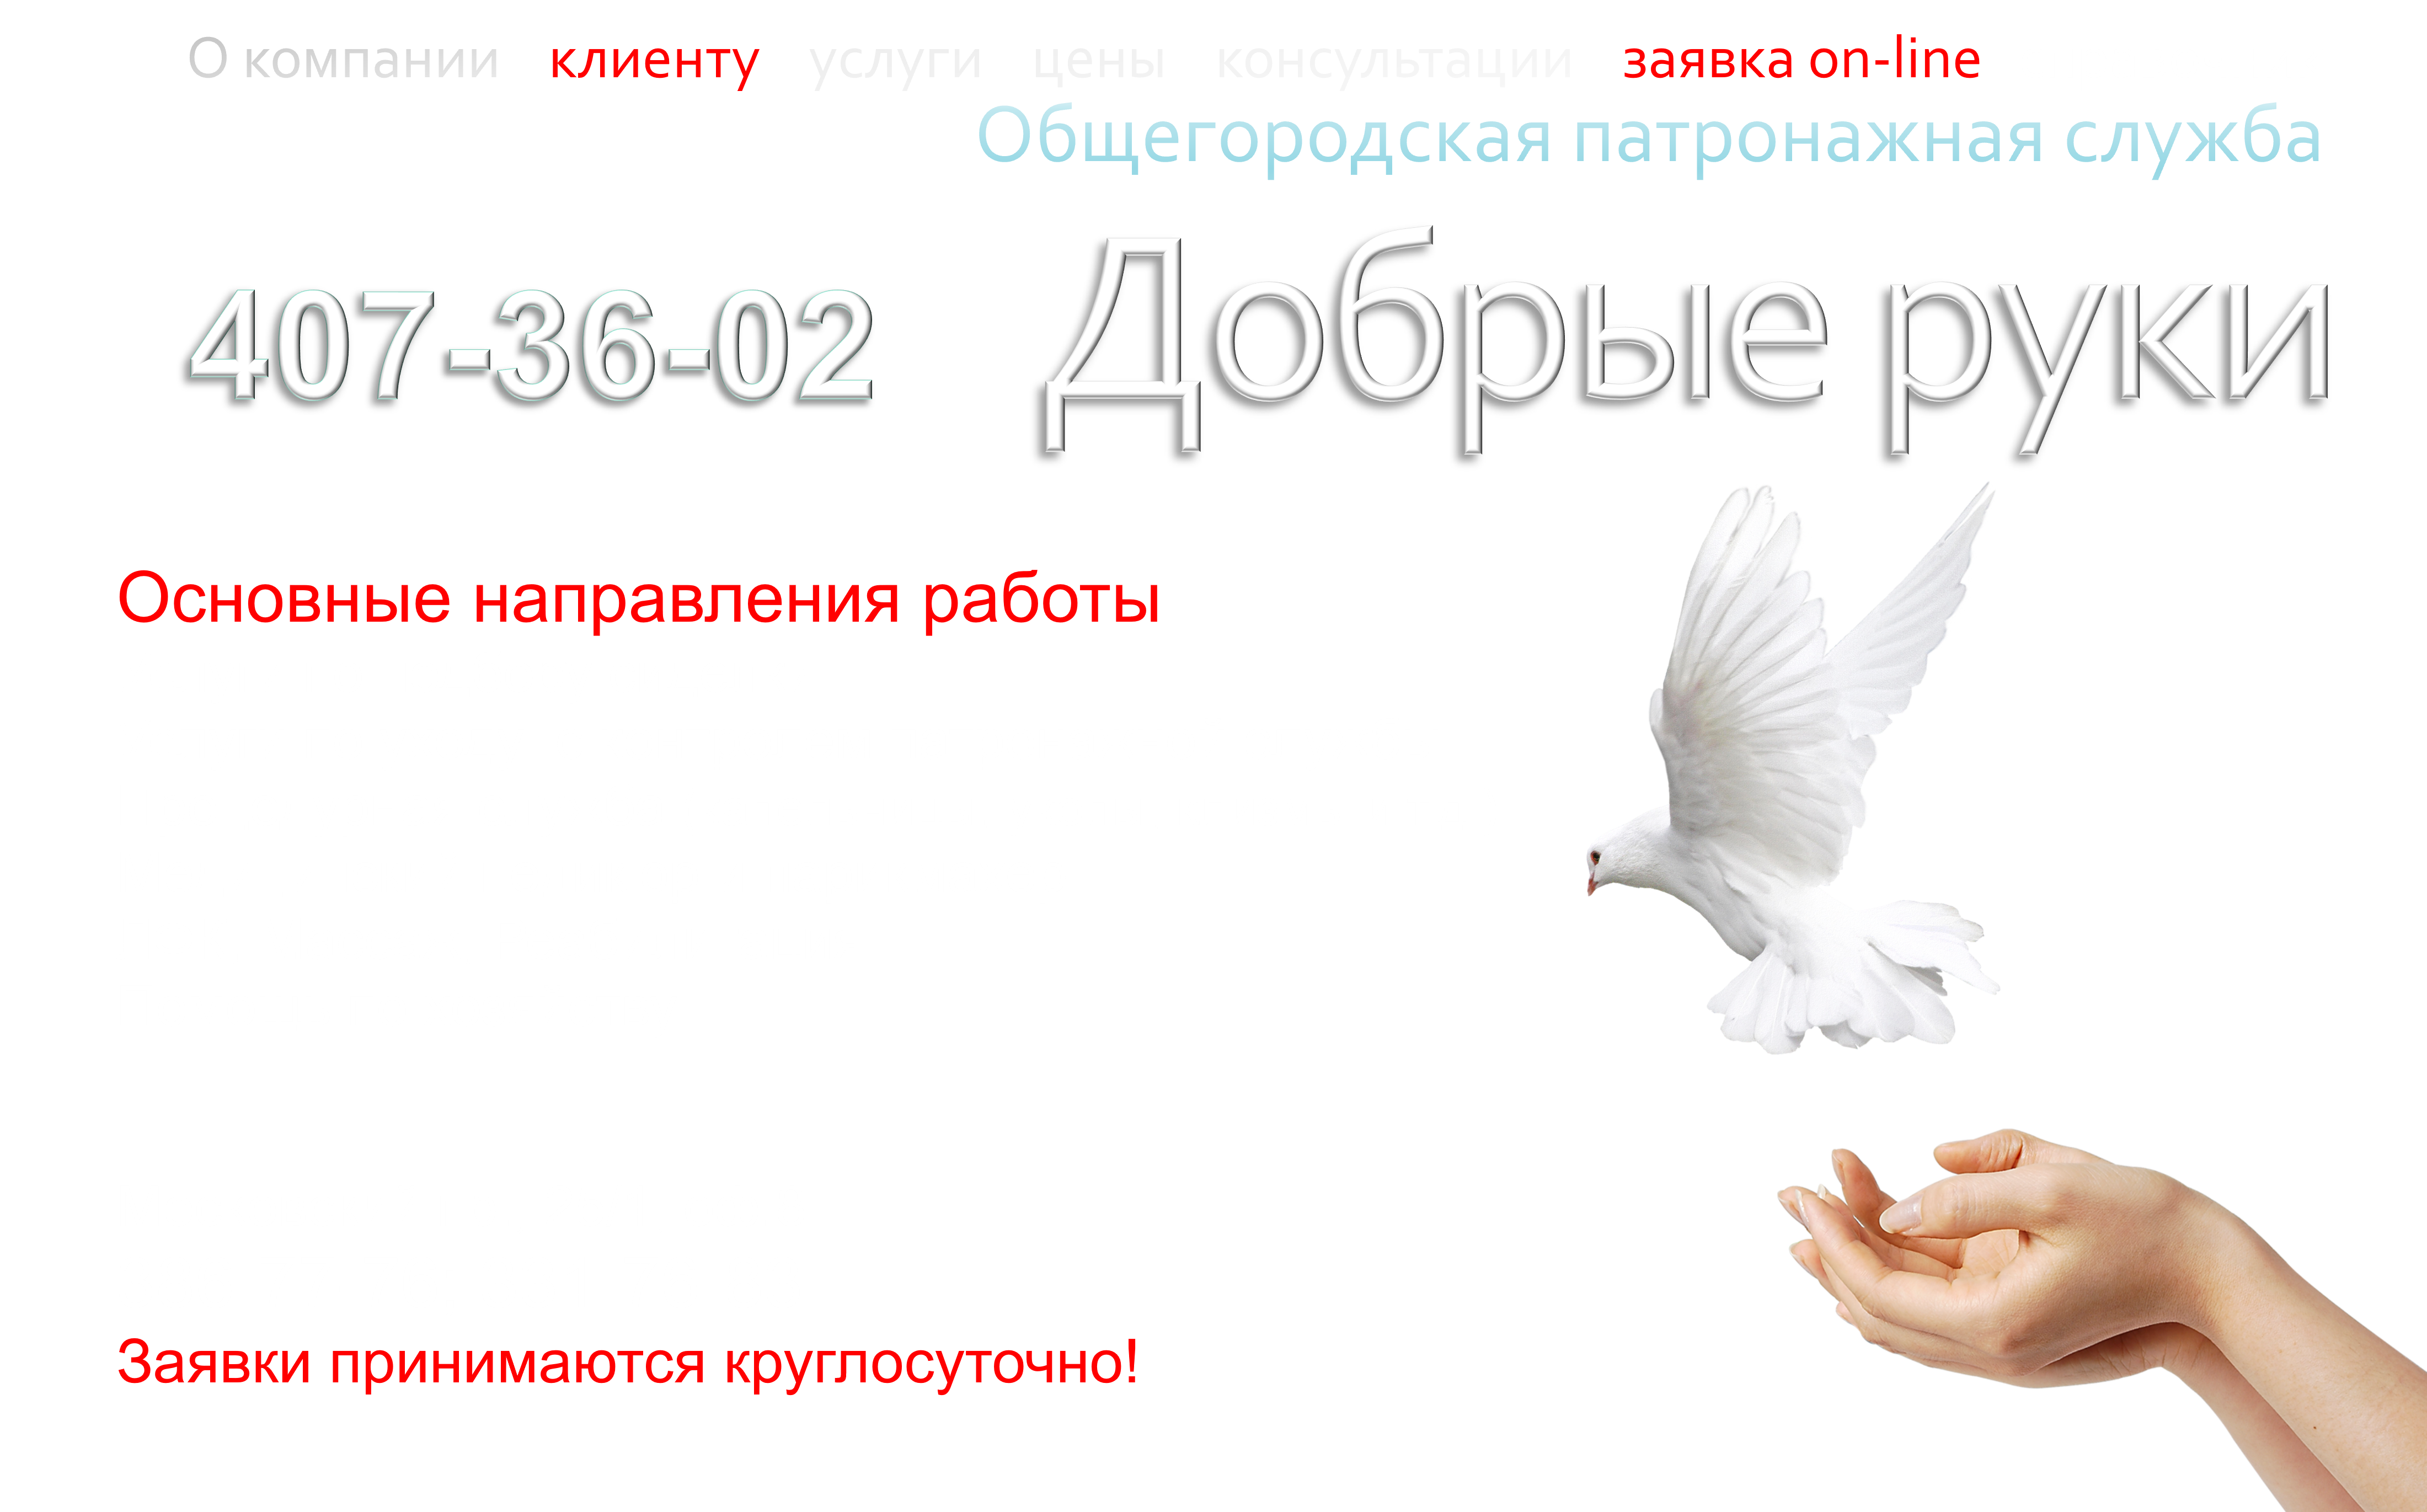 О компании клиенту услуги цены консультации заявка on-line
Общегородская патронажная служба
407-36-02 Добрые руки
Основные направления работы
Заявки принимаются круглосуточно!